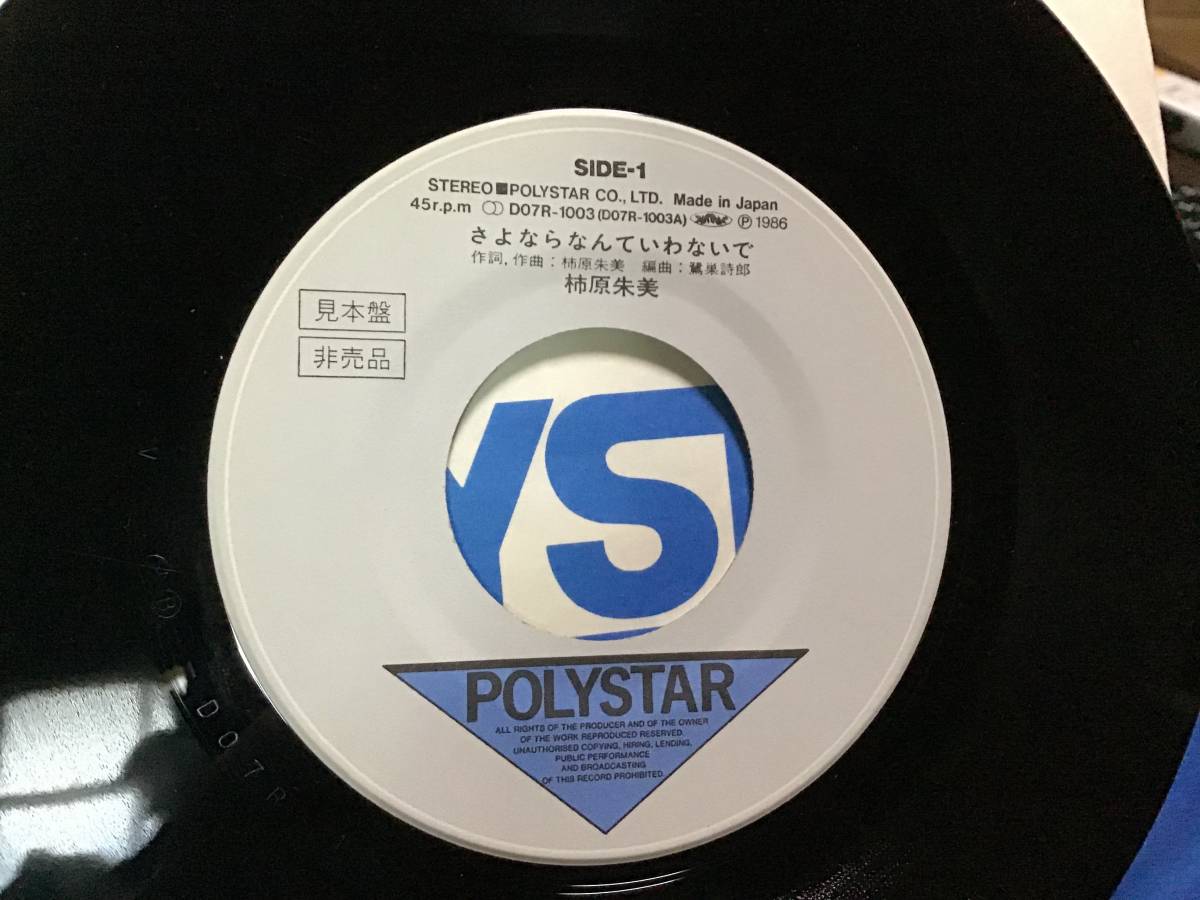 SIDE-1
STEREO■POLYSTAR CO., LTD. Made in Japan
45r.p.m D07R-1003 (D07R-1003A) Ⓟ 1986
さよならなんていわないで
作詞,作曲:柿原朱美 編曲:鷺巣詩郎
柿原朱美
見本盤
非売品
YS
POLYSTAR
ALL RIGHTS OF THE PRODUCER AND OF THE OWNER
OF THE WORK REPRODUCED RESERVED.
UNAUTHORISED COPYING, HIRING, LENDING,
PUBLIC PERFORMANCE
AND BROADCASTING
OF THIS RECORD PROHIBITED.
D07R